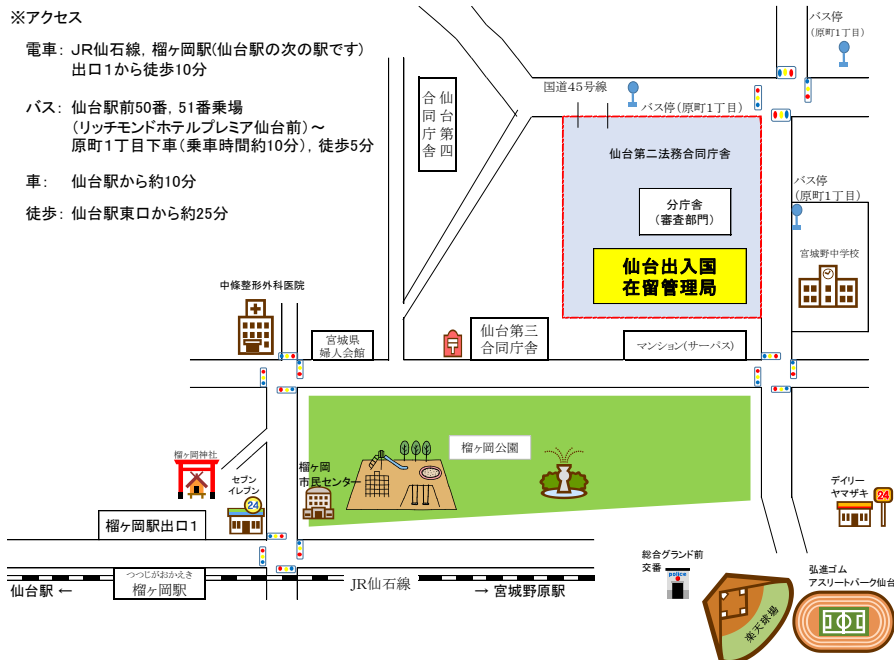 ※アクセス
電車: JR仙石線, 榴ヶ岡駅(仙台駅の次の駅です)
出口1から徒歩10分
バス: 仙台駅前50番, 51番乗場
(リッチモンドホテルプレミア仙台前)～
原町1丁目下車(乗車時間約10分), 徒歩5分
車: 仙台駅から約10分
徒歩: 仙台駅東口から約25分
バス停
(原町1丁目)
国道45号線
バス停(原町1丁目)
仙台第四
合同庁舎
仙台第二法務合同庁舎
分庁舎
(審査部門)
仙台出入国
在留管理局
バス停
(原町1丁目)
宮城野中学校
中條整形外科医院
宮城県
婦人会館
仙台第三
合同庁舎
マンション(サーパス)
榴ヶ岡公園
榴ヶ岡神社
セブン
イレブン
24
榴ヶ岡
市民センター
デイリー
ヤマザキ
24
榴ヶ岡駅出口1
つつじがおかえき
榴ヶ岡駅
仙台駅 ←
JR仙石線
→ 宮城野原駅
総合グランド前
交番
police
楽天球場
弘進ゴム
アスリートパーク仙台